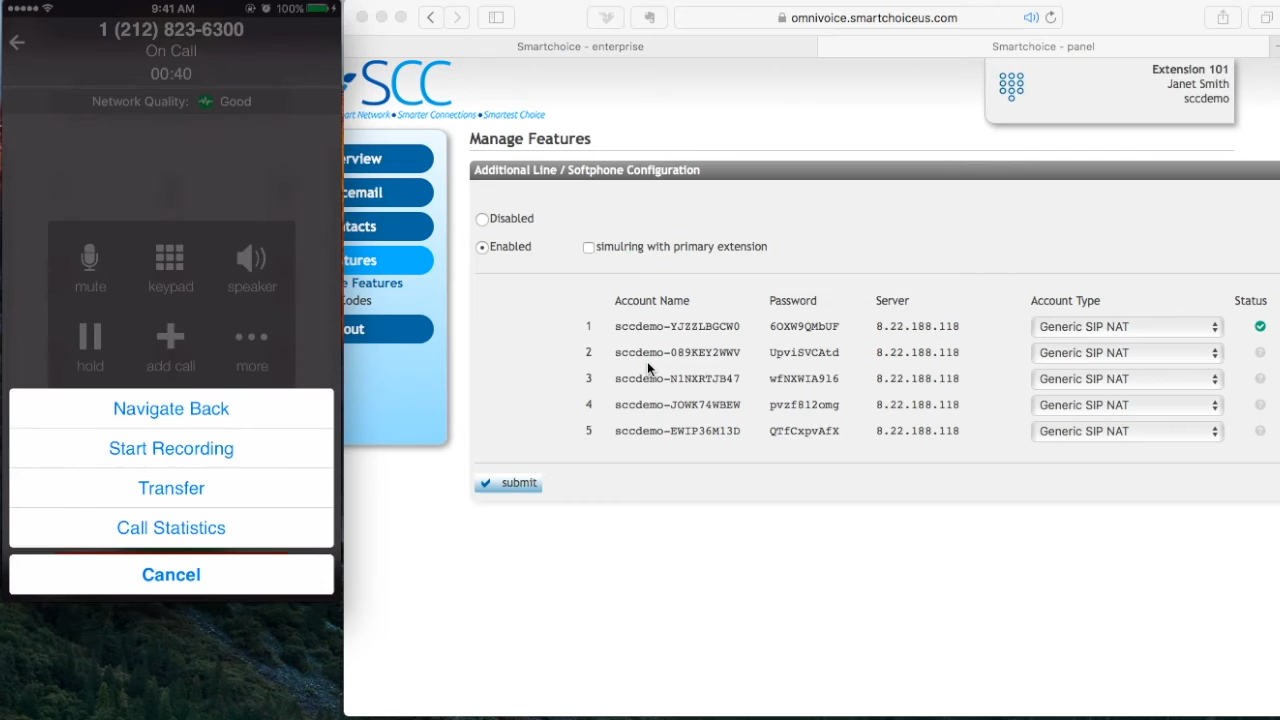 9:41 AM 100%
1 (212) 823-6300
On Call
00:40
Network Quality: Good
mute keypad speaker
hold add call more
Navigate Back
Start Recording
Transfer
Call Statistics
Cancel
omnivoice.smartchoiceus.com
Smartchoice - enterprise Smartchoice - panel
SCC
art Network • Smarter Connections • Smartest Choice
Extension 101
Janet Smith
sccdemo
erview
cemail
ntacts
tures
e Features
Codes
out
Manage Features
Additional Line / Softphone Configuration
Disabled
Enabled simulring with primary extension
Account Name Password Server Account Type Status
1 sccdemo-YJZZLBGCW0 6OXW9QMbUF 8.22.188.118 Generic SIP NAT
2 sccdemo-089KEY2WWV UpviSVCAtd 8.22.188.118 Generic SIP NAT
3 sccdemo-N1NXRTJB47 wfNXWIA916 8.22.188.118 Generic SIP NAT
4 sccdemo-JOWK74WBEW pvzf812omg 8.22.188.118 Generic SIP NAT
5 sccdemo-EWIP36M13D QTfCxpvAfX 8.22.188.118 Generic SIP NAT
submit